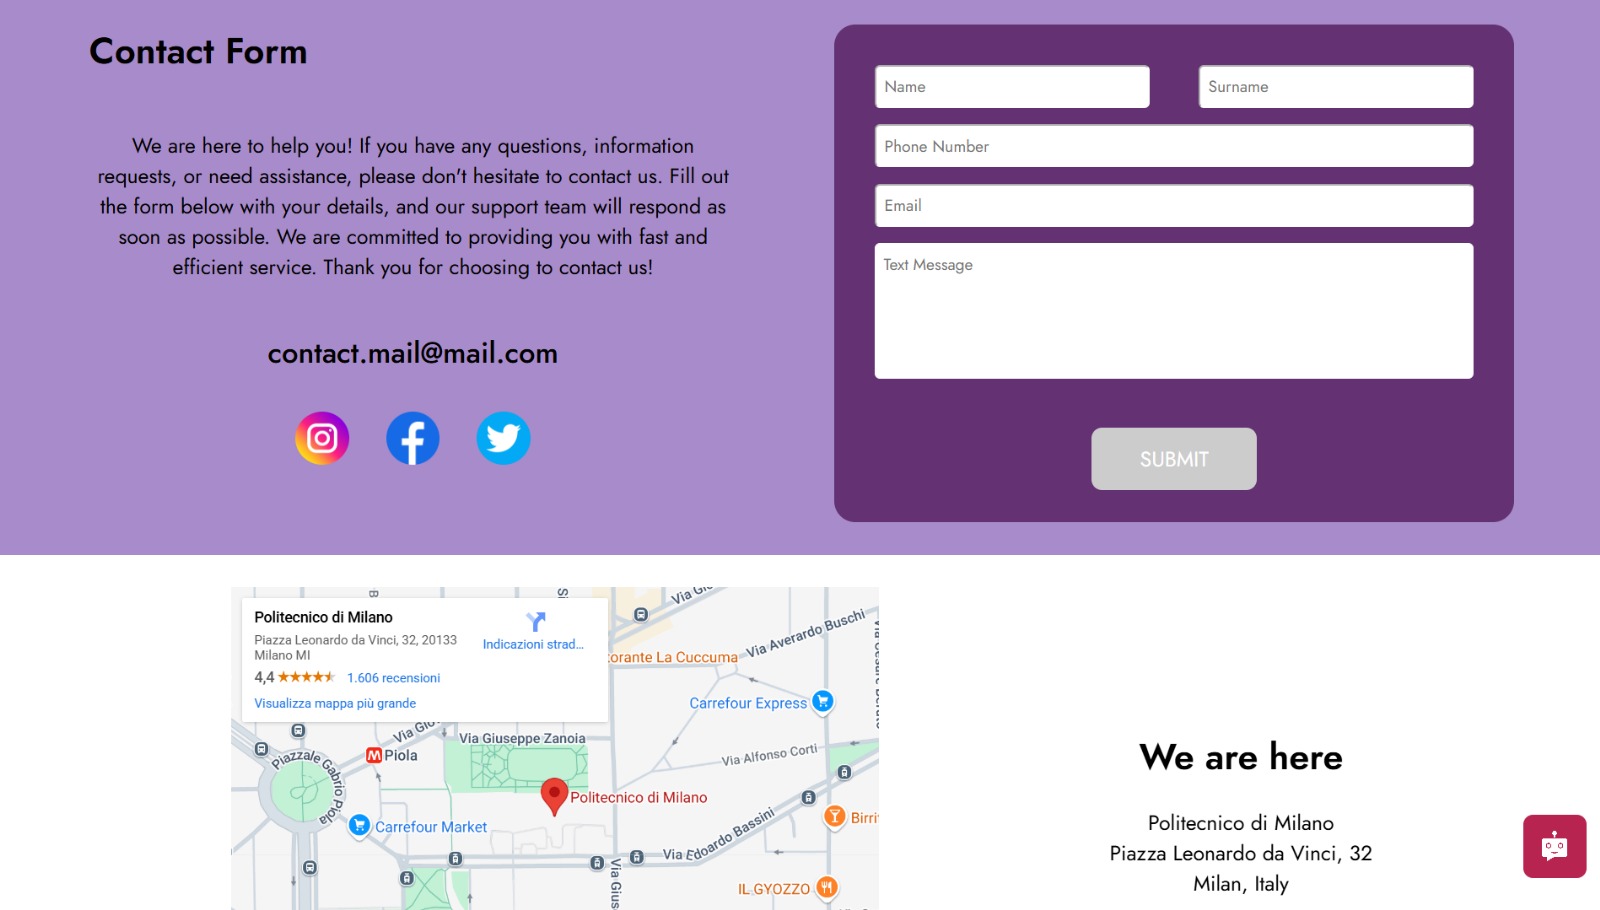 Contact Form
We are here to help you! If you have any questions, information
requests, or need assistance, please don't hesitate to contact us. Fill out
the form below with your details, and our support team will respond as
soon as possible. We are committed to providing you with fast and
efficient service. Thank you for choosing to contact us!
contact.mail@mail.com
Name
Surname
Phone Number
Email
Text Message
SUBMIT
Politecnico di Milano
Piazza Leonardo da Vinci, 32, 20133
Milano MI
4,4
1.606 recensioni
Visualizza mappa più grande
Indicazioni strad...
Via Averardo Buschi
La Cuccuma
Carrefour Express
Via Giuseppe Zanoia
M Piola
Via Alfonso Corti
Piazzale Gabrio Piola
Politecnico di Milano
Carrefour Market
Via Edoardo Bassini
IL GYOZZO
We are here
Politecnico di Milano
Piazza Leonardo da Vinci, 32
Milan, Italy